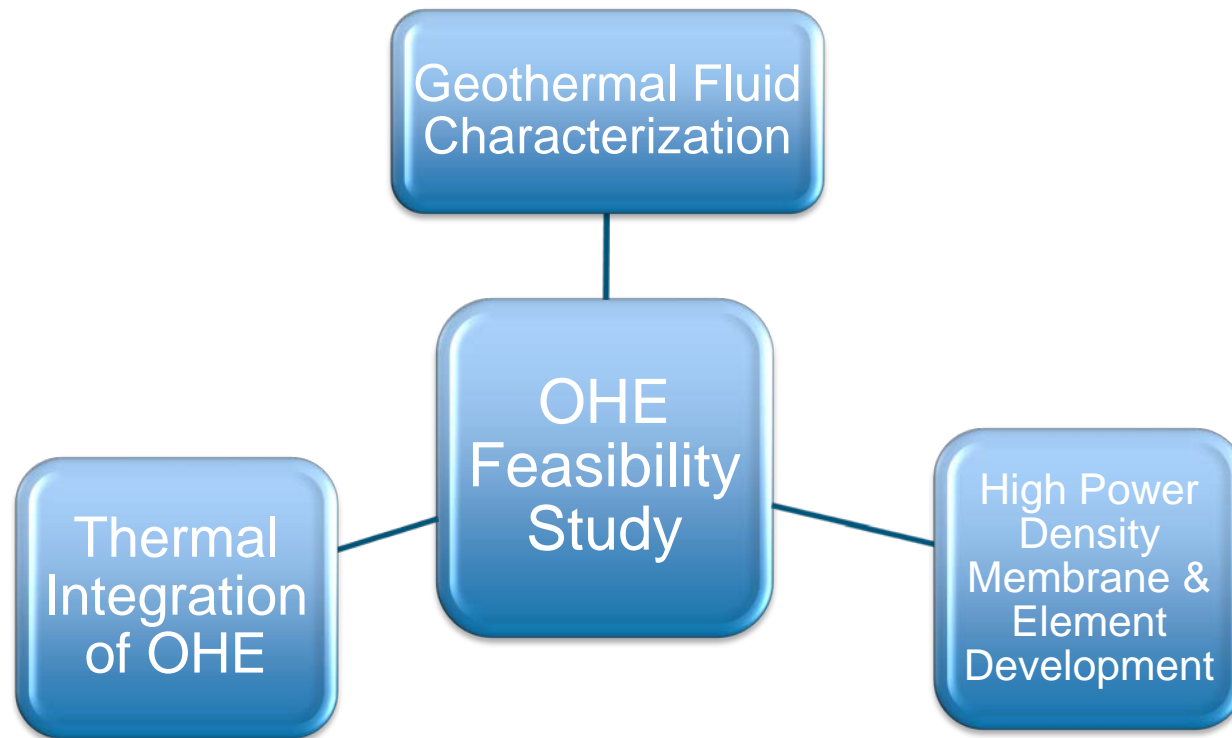 Geothermal Fluid
Characterization
OHE
Feasibility
Study
Thermal
Integration
of OHE
High Power
Density
Membrane &
Element
Development